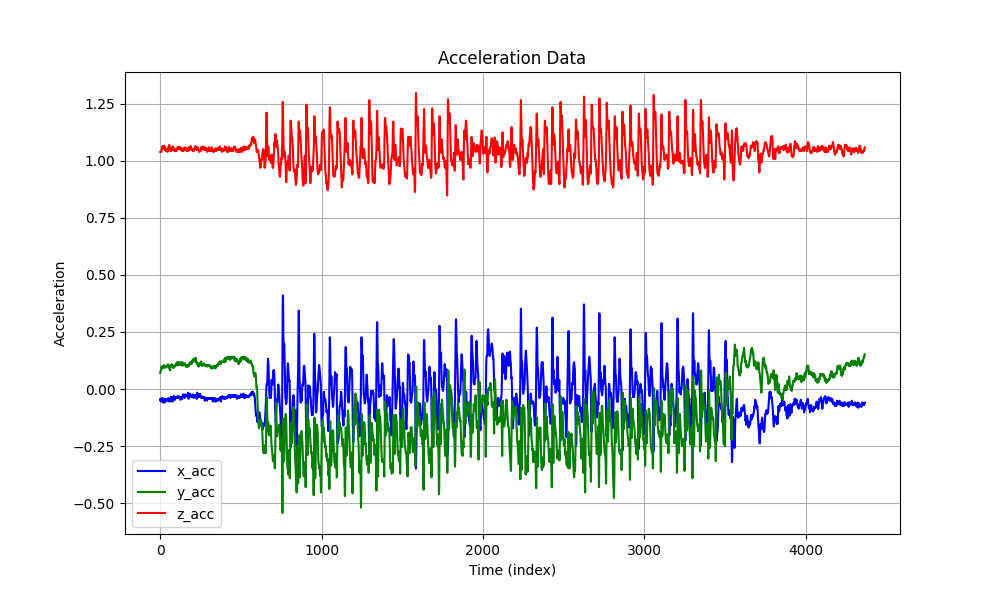 Acceleration Data
Acceleration
1.25
1.00
0.75
0.50
0.25
0.00
−0.25
−0.50
x_acc
y_acc
z_acc
0 1000 2000 3000 4000
Time (index)